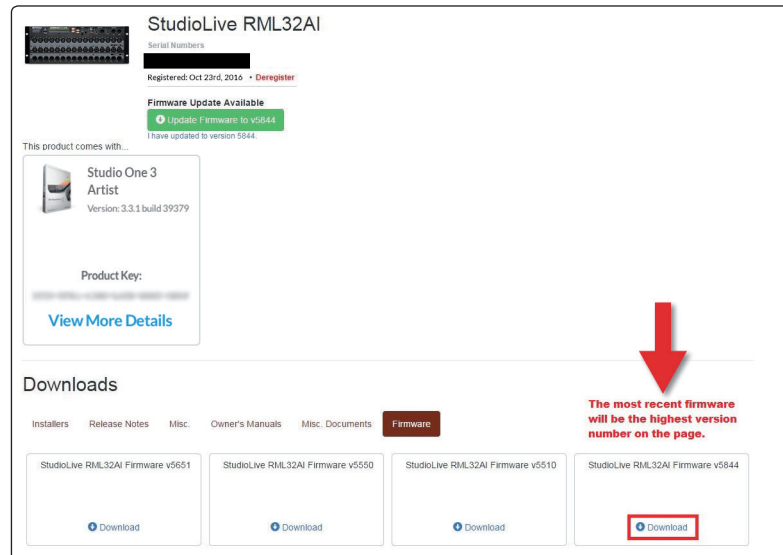 StudioLive RML32AI
Serial Numbers
Registered: Oct 23rd, 2016 • Deregister
Firmware Update Available
Update Firmware to v5844
I have updated to version 5844.
This product comes with...
Studio One 3
Artist
Version: 3.3.1 build 39379
Product Key:
View More Details
Downloads
The most recent firmware
will be the highest version
number on the page.
Installers Release Notes Misc. Owner's Manuals Misc. Documents Firmware
StudioLive RML32AI Firmware v5651 StudioLive RML32AI Firmware v5550 StudioLive RML32AI Firmware v5510 StudioLive RML32AI Firmware v5844
Download Download Download Download